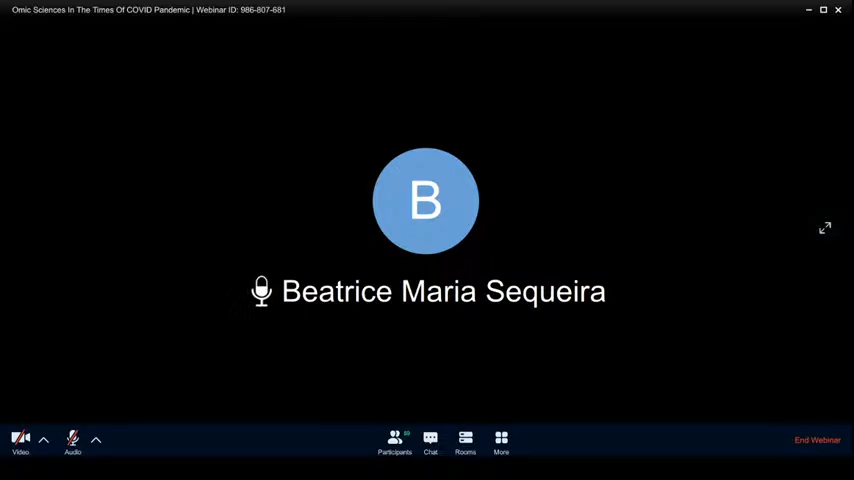 Omic Sciences In The Times Of COVID Pandemic | Webinar ID: 986-807-681
B
Beatrice Maria Sequeira
Video
Audio
Participants
Chat
Rooms
More
End Webinar